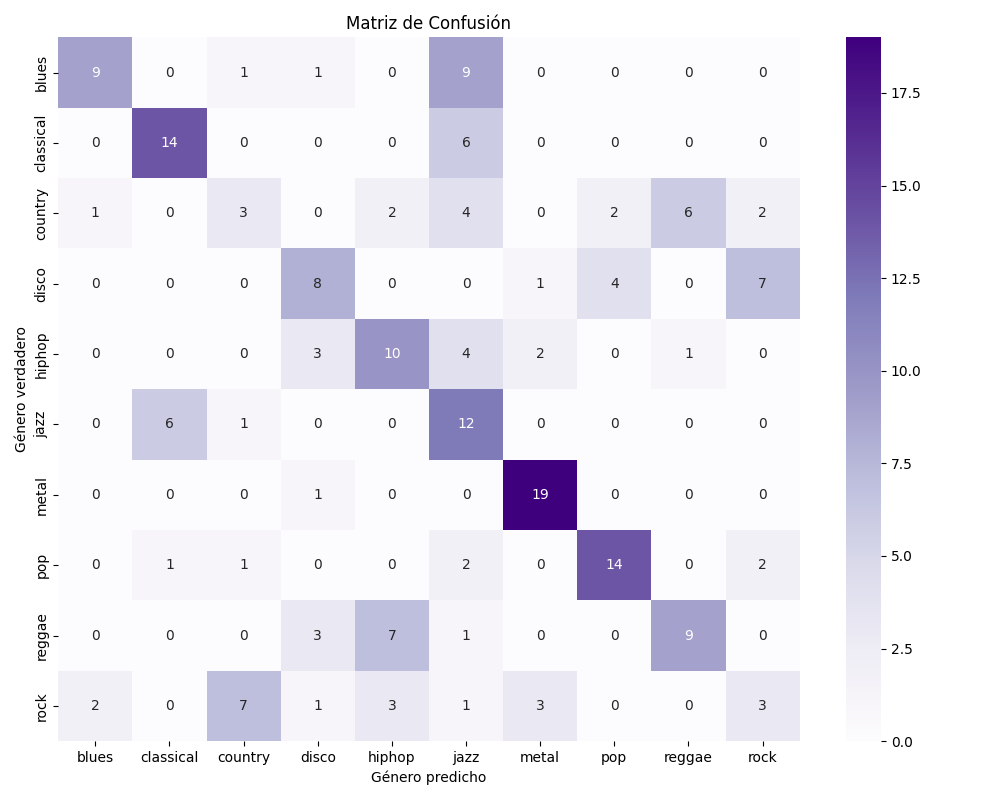 Matriz de Confusión
Género verdadero
blues 9 0 1 1 0 9 0 0 0 0
classical 0 14 0 0 0 6 0 0 0 0
country 1 0 3 0 2 4 0 2 6 2
disco 0 0 0 8 0 0 1 4 0 7
hiphop 0 0 0 3 10 4 2 0 1 0
jazz 0 6 1 0 0 12 0 0 0 0
metal 0 0 0 1 0 0 19 0 0 0
pop 0 1 1 0 0 2 0 14 0 2
reggae 0 0 0 3 7 1 0 0 9 0
rock 2 0 7 1 3 1 3 0 0 3
blues classical country disco hiphop jazz metal pop reggae rock
Género predicho
17.5
15.0
12.5
10.0
7.5
5.0
2.5
0.0